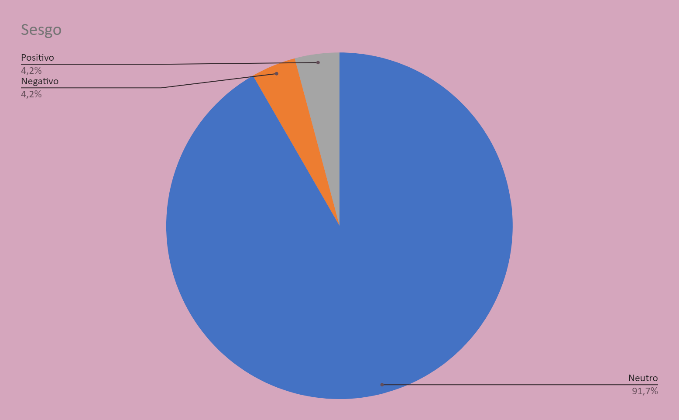 Sesgo
Positivo
4,2%
Negativo
4,2%
Neutro
91,7%